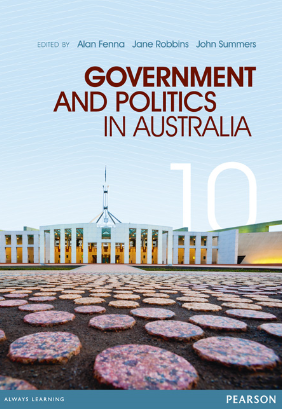 EDITED BY Alan Fenna Jane Robbins John Summers
GOVERNMENT
AND POLITICS
IN AUSTRALIA
10
ALWAYS LEARNING
PEARSON